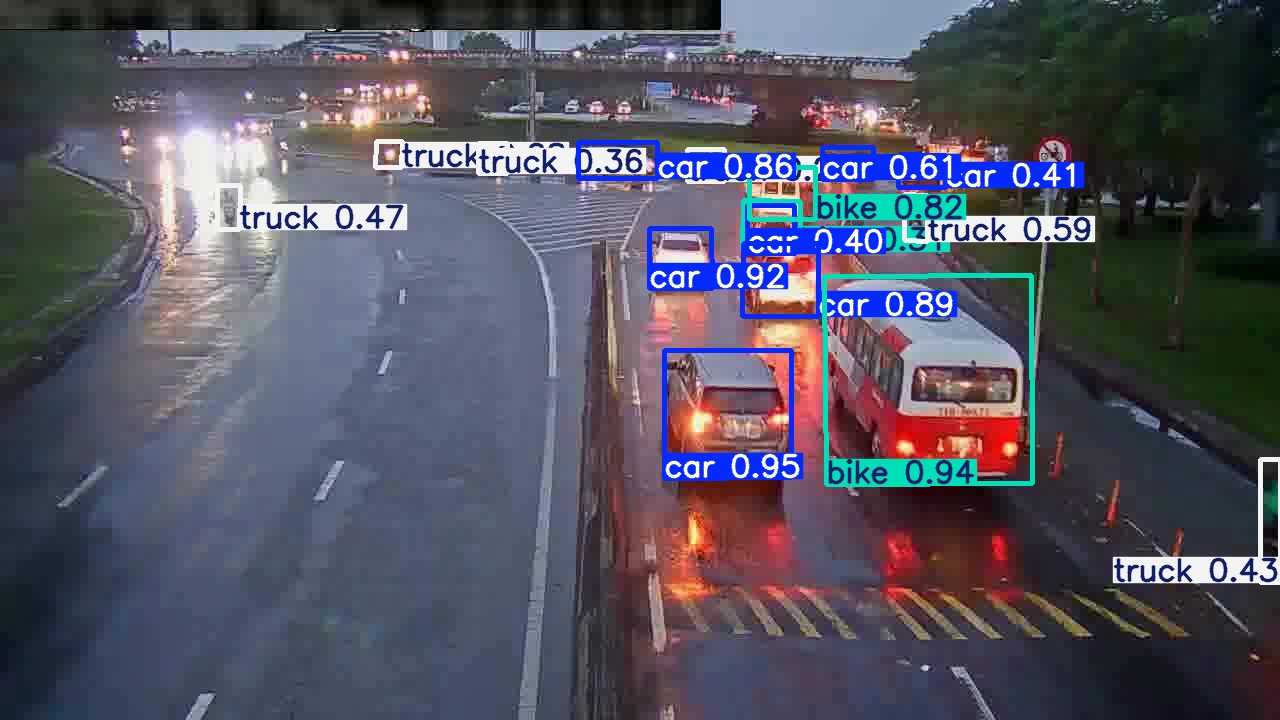 truck
truck 0.36
car 0.86
car 0.61
car 0.41
truck 0.47
bike 0.82
truck 0.59
car 0.40
car 0.92
car 0.89
car 0.95
bike 0.94
truck 0.43